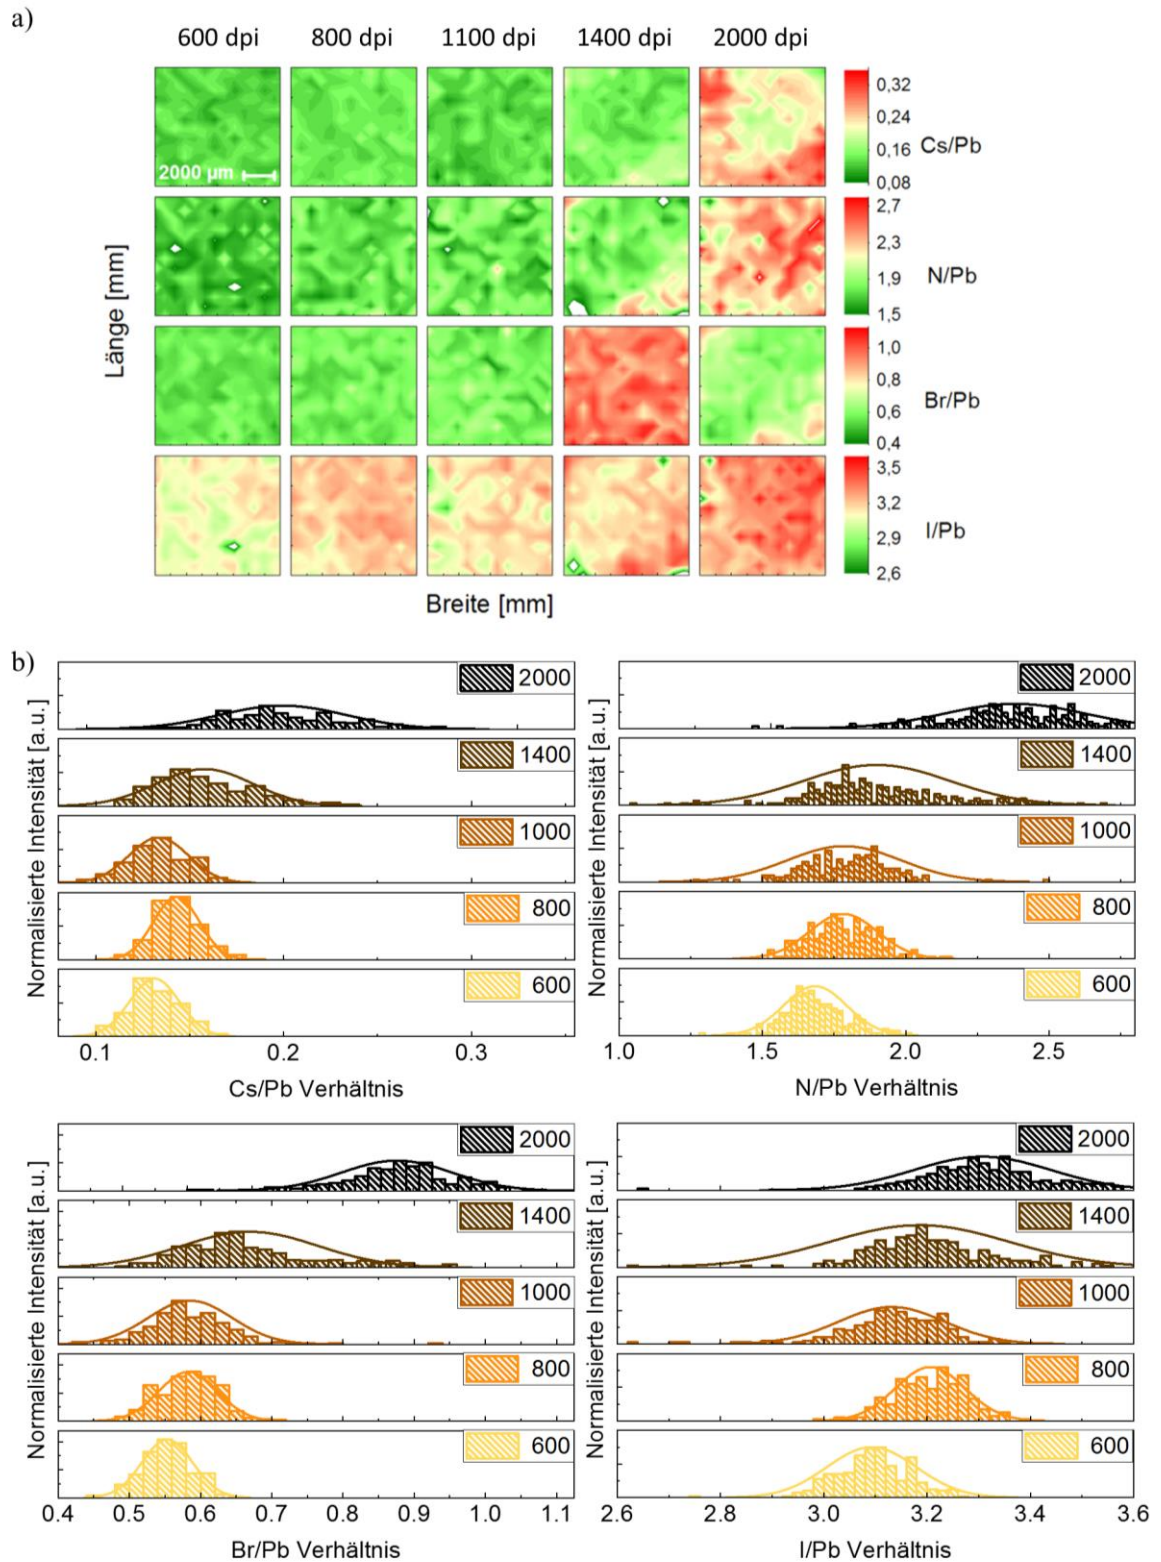 a)
600 dpi 800 dpi 1100 dpi 1400 dpi 2000 dpi
Länge [mm]
2000 µm
0,32
0,24
0,16
0,08
Cs/Pb
2,7
2,3
1,9
1,5
N/Pb
1,0
0,8
0,6
0,4
Br/Pb
3,5
3,2
2,9
2,6
I/Pb
Breite [mm]
b)
Normalisierte Intensität [a.u.]
2000
1400
1000
800
600
0.1 0.2 0.3
Cs/Pb Verhältnis
Normalisierte Intensität [a.u.]
2000
1400
1000
800
600
1.0 1.5 2.0 2.5
N/Pb Verhältnis
Normalisierte Intensität [a.u.]
2000
1400
1000
800
600
0.4 0.5 0.6 0.7 0.8 0.9 1.0 1.1
Br/Pb Verhältnis
Normalisierte Intensität [a.u.]
2000
1400
1000
800
600
2.6 2.8 3.0 3.2 3.4 3.6
I/Pb Verhältnis